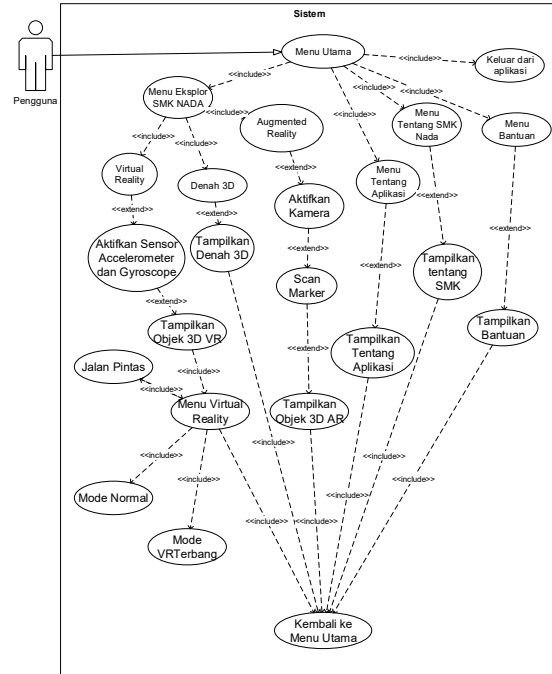 Sistem
Pengguna
Menu Utama
<<include>>
Keluar dari
aplikasi
<<include>>
<<include>>
<<include>>
<<include>>
Menu Eksplor
SMK NADA
<<include>>
Augmented
Reality
Menu
Tentang SMK
Nada
Menu
Bantuan
<<include>>
<<include>>
<<include>>
Virtual
Reality
Denah 3D
Menu
Tentang
Aplikasi
<<extend>>
<<extend>>
<<extend>>
<<extend>>
<<extend>>
Aktifkan
Kamera
Aktifkan Sensor
Accelerometer
dan Gyroscope
Tampilkan
Denah 3D
<<extend>>
<<extend>>
Tampilkan
tentang
SMK
Scan
Marker
<<extend>>
Tampilkan
Objek 3D VR
Tampilkan
Bantuan
<<extend>>
Jalan Pintas
<<include>>
<<include>>
Tampilkan
Tentang
Aplikasi
Menu Virtual
Reality
Tampilkan
Objek 3D AR
<<include>>
<<include>>
<<include>>
<<include>>
<<include>>
<<include>>
Mode Normal
<<include>>
<<include>>
<<include>>
Mode
VRTerbang
Kembali ke
Menu Utama